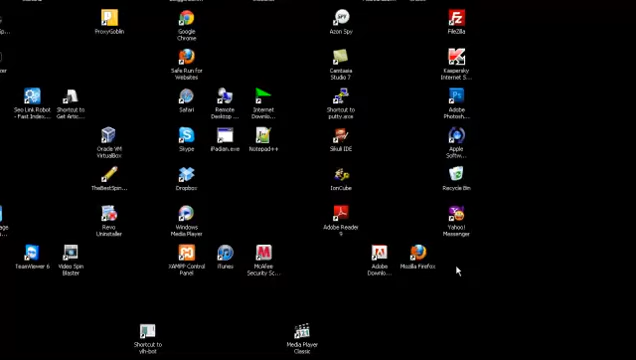 ProxyGoblin
Google
Chrome
Azon Spy
FileZilla
Safe Run for
Websites
Camtasia
Studio 7
Kaspersky
Internet S...
Seo Link Robot
- Fast Index...
Shortcut to
Get Artic...
Safari
Remote
Desktop ...
Internet
Downlo...
Shortcut to
putty.exe
Adobe
Photosh...
Oracle VM
VirtualBox
Skype
iPadian.exe
Notepad++
Sikuli IDE
Apple
Softw...
TheBestSpin...
Dropbox
IonCube
Recycle Bin
Revo
Uninstaller
Windows
Media Player
Adobe Reader
9
Yahoo!
Messenger
TeamViewer 6
Video Spin
Blaster
XAMPP Control
Panel
iTunes
McAfee
Security Sc...
Adobe
Downlo...
Mozilla Firefox
Shortcut to
ylh-bot
Media Player
Classic